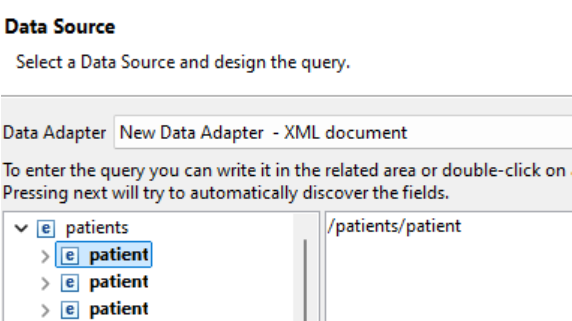 Data Source
Select a Data Source and design the query.
Data Adapter New Data Adapter - XML document
To enter the query you can write it in the related area or double-click on
Pressing next will try to automatically discover the fields.
e patients /patients/patient
e patient
e patient
e patient